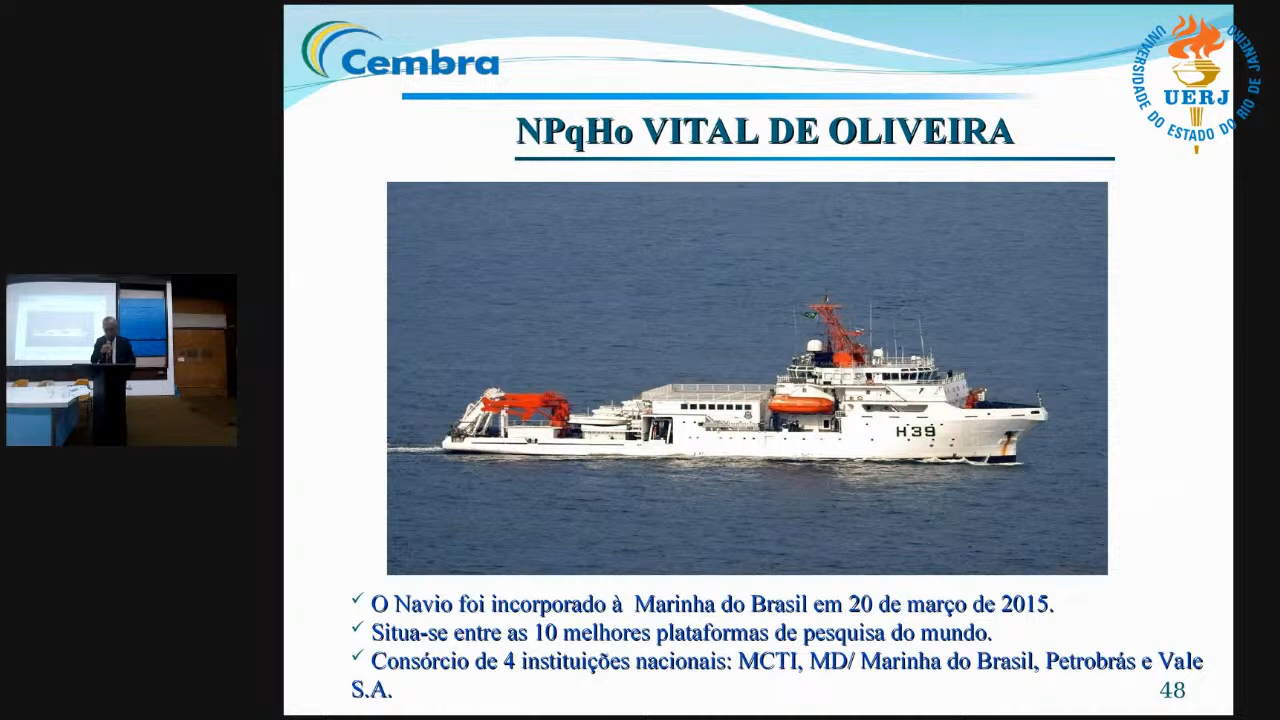 Cembra
UNIVERSIDADE DO ESTADO DO RIO DE JANEIRO
UERJ
NPqHo VITAL DE OLIVEIRA
H 39
✓ O Navio foi incorporado à Marinha do Brasil em 20 de março de 2015.
✓ Situa-se entre as 10 melhores plataformas de pesquisa do mundo.
✓ Consórcio de 4 instituições nacionais: MCTI, MD/ Marinha do Brasil, Petrobrás e Vale
S.A.
48